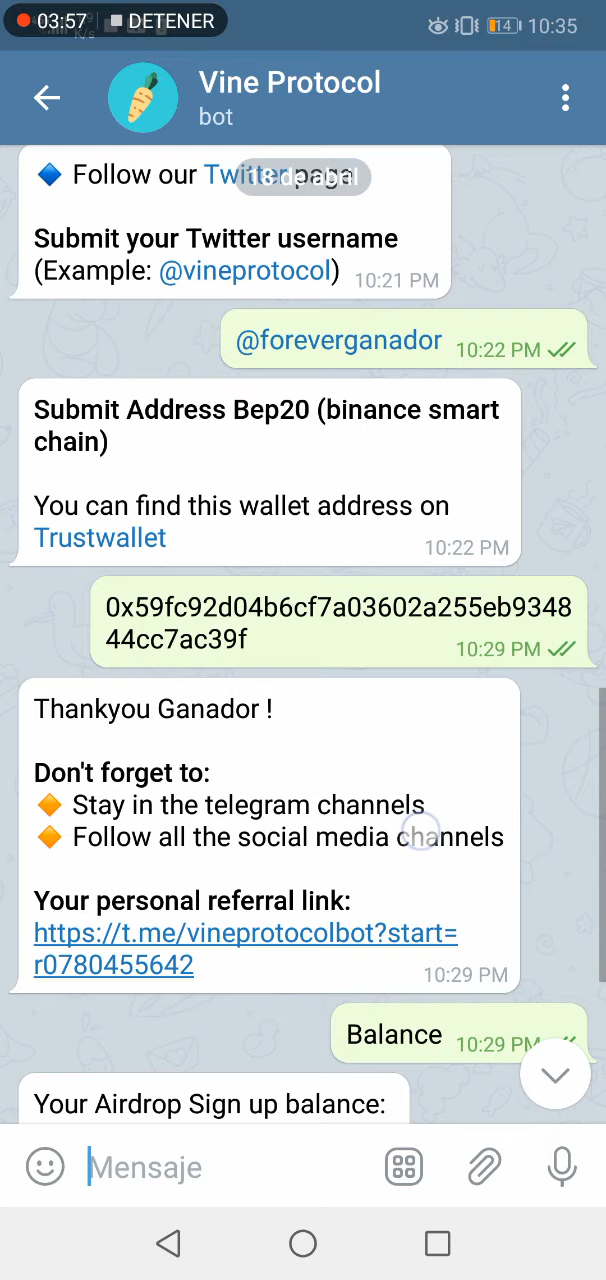 03:57 DETENER
K/s
14 10:35
Vine Protocol
bot
Follow our Twitter page
18 de abril
Submit your Twitter username
(Example: @vineprotocol) 10:21 PM
@foreverganador 10:22 PM
Submit Address Bep20 (binance smart
chain)
You can find this wallet address on
Trustwallet
10:22 PM
0x59fc92d04b6cf7a03602a255eb9348
44cc7ac39f
10:29 PM
Thankyou Ganador !
Don't forget to:
Stay in the telegram channels
Follow all the social media channels
Your personal referral link:
https://t.me/vineprotocolbot?start=
r0780455642
10:29 PM
Balance 10:29 PM
Your Airdrop Sign up balance:
Mensaje